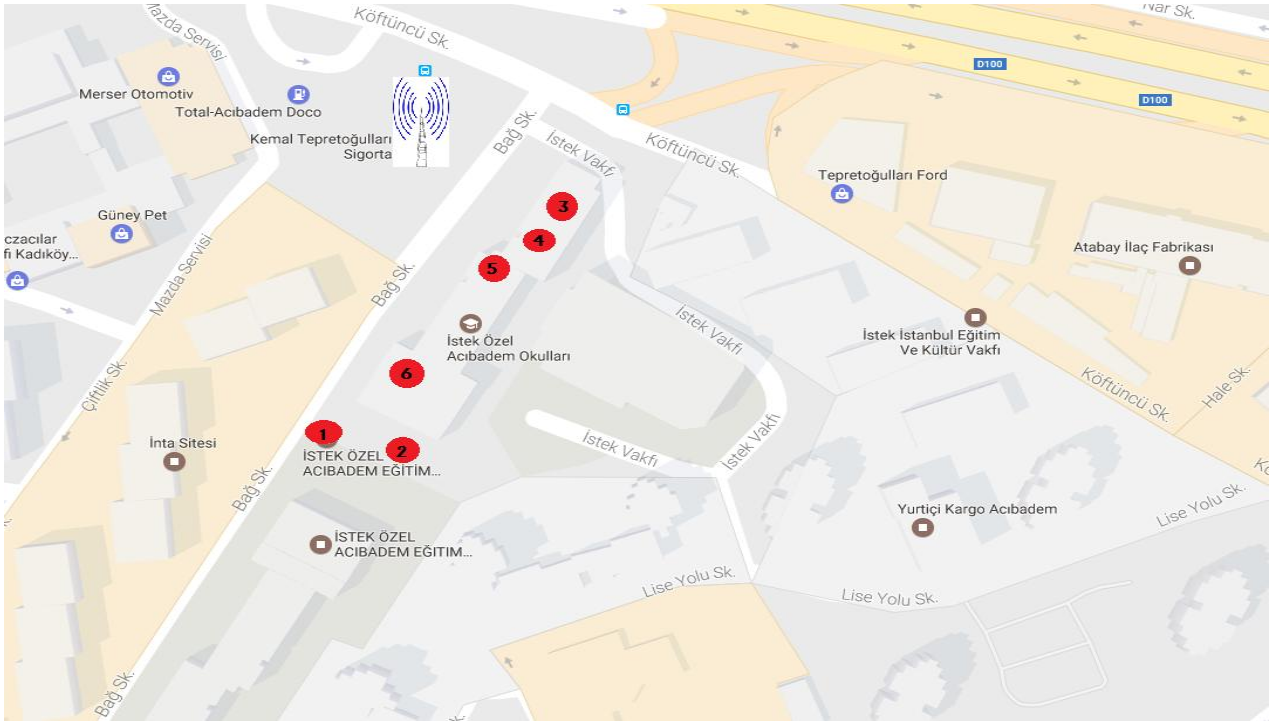 Mazda Servisi
Köftüncü Sk.
Nar Sk.
D100
D100
Merser Otomotiv
Total-Acıbadem Doco
Kemal Tepretoğulları
Sigorta
Bağ Sk.
İstek Vakfı
Köftüncü Sk.
Tepretoğulları Ford
Güney Pet
czacılar
fı Kadıköy...
Mazda Servisi
Bağ Sk.
3
4
5
Atabay İlaç Fabrikası
İstek Özel
Acıbadem Okulları
İstek Vakfı
İstek İstanbul Eğitim
Ve Kültür Vakfı
Çiftlik Sk.
6
Köftüncü Sk.
Hale Sk.
1
2
İSTEK ÖZEL
ACIBADEM EĞİTİM...
İnta Sitesi
Bağ Sk.
İstek Vakfı
İstek Vakfı
Yurtiçi Kargo Acıbadem
Lise Yolu Sk.
İSTEK ÖZEL
ACIBADEM EĞITIM...
Lise Yolu Sk.
Lise Yolu Sk.
Bağ Sk.